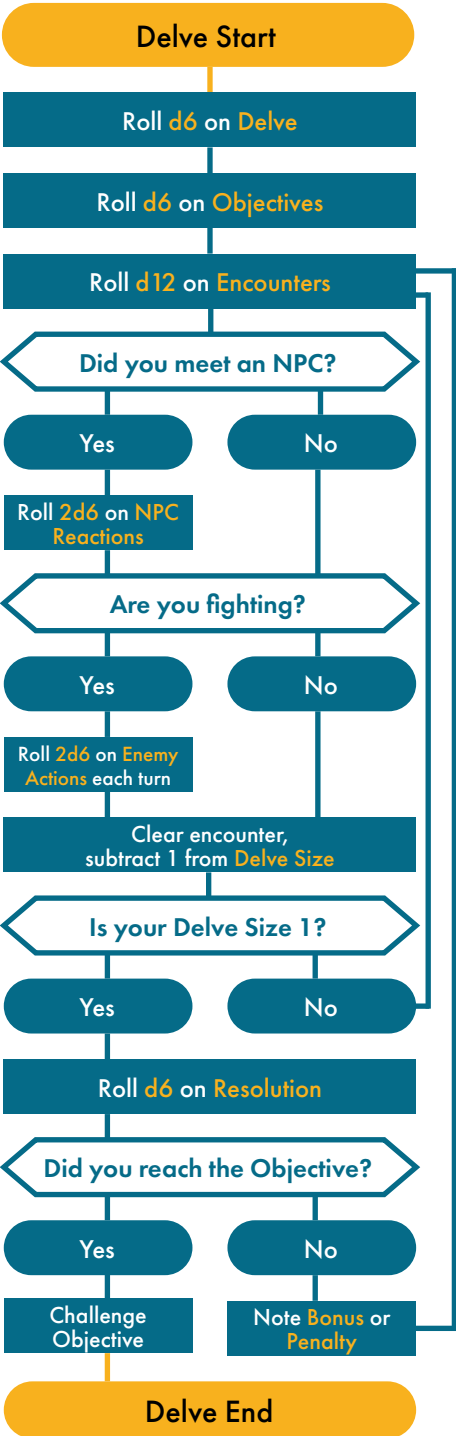 Delve Start
Roll d6 on Delve
Roll d6 on Objectives
Roll d12 on Encounters
Did you meet an NPC?
Yes
No
Roll 2d6 on NPC
Reactions
Are you fighting?
Yes
No
Roll 2d6 on Enemy
Actions each turn
Clear encounter,
subtract 1 from Delve Size
Is your Delve Size 1?
Yes
No
Roll d6 on Resolution
Did you reach the Objective?
Yes
No
Challenge
Objective
Note Bonus or
Penalty
Delve End